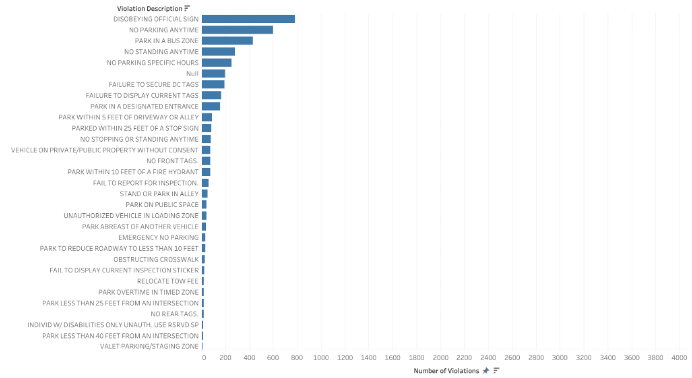 Violation Description
DISOBEYING OFFICIAL SIGN
NO PARKING ANYTIME
PARK IN A BUS ZONE
NO STANDING ANYTIME
NO PARKING SPECIFIC HOURS
Null
FAILURE TO SECURE DC TAGS
FAILURE TO DISPLAY CURRENT TAGS
PARK IN A DESIGNATED ENTRANCE
PARK WITHIN 5 FEET OF DRIVEWAY OR ALLEY
PARKED WITHIN 25 FEET OF A STOP SIGN
NO STOPPING OR STANDING ANYTIME
VEHICLE ON PRIVATE/PUBLIC PROPERTY WITHOUT CONSENT
NO FRONT TAGS.
PARK WITHIN 10 FEET OF A FIRE HYDRANT
FAIL TO REPORT FOR INSPECTION.
STAND OR PARK IN ALLEY
PARK ON PUBLIC SPACE
UNAUTHORIZED VEHICLE IN LOADING ZONE
PARK ABREAST OF ANOTHER VEHICLE
EMERGENCY NO PARKING
PARK TO REDUCE ROADWAY TO LESS THAN 10 FEET
OBSTRUCTING CROSSWALK
FAIL TO DISPLAY CURRENT INSPECTION STICKER
RELOCATE TOW FEE
PARK OVERTIME IN TIMED ZONE
PARK LESS THAN 25 FEET FROM AN INTERSECTION
NO REAR TAGS.
INDIVID W/ DISABILITIES ONLY UNAUTH. USE RSRVD SP
PARK LESS THAN 40 FEET FROM AN INTERSECTION
VALET PARKING/STAGING ZONE
0 200 400 600 800 1000 1200 1400 1600 1800 2000 2200 2400 2600 2800 3000 3200 3400 3600 3800 4000
Number of Violations